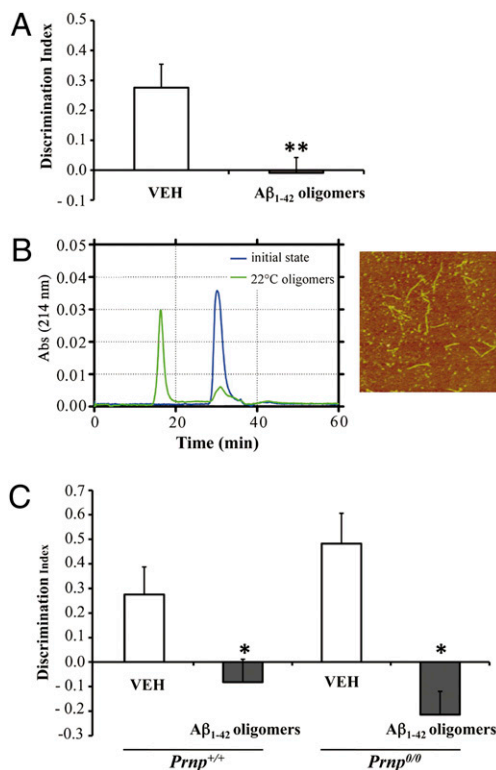 A
Discrimination Index
0.5
0.4
0.3
0.2
0.1
0.0
- 0.1
**
VEH
Aβ1-42 oligomers
B
Abs (214 nm)
0.05
0.04
0.03
0.02
0.01
0.00
initial state
22°C oligomers
0 20 40 60
Time (min)
C
Discrimination Index
0.7
0.6
0.5
0.4
0.3
0.2
0.1
0.0
- 0.1
- 0.2
- 0.3
* *
VEH VEH
Aβ1-42 oligomers Aβ1-42 oligomers
Prnp+/+ Prnp0/0